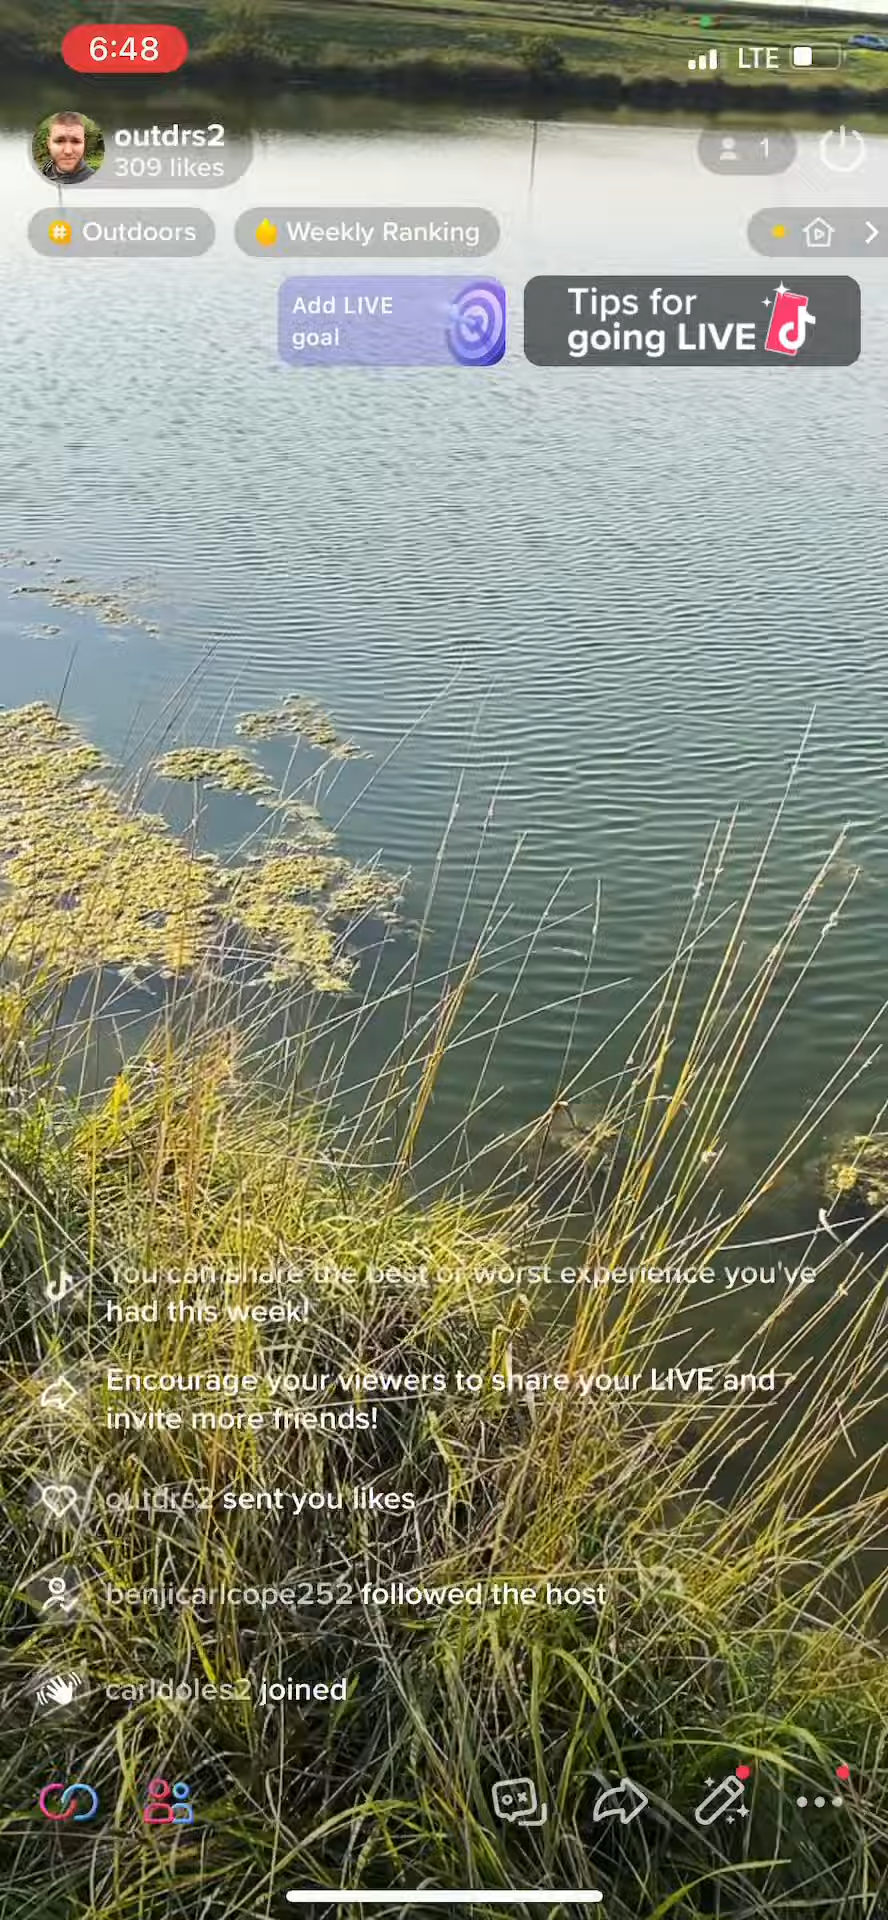 6:48
LTE
outdrs2
309 likes
1
Outdoors
Weekly Ranking
Add LIVE
goal
Tips for
going LIVE
You can share the best or worst experience you've
had this week!
Encourage your viewers to share your LIVE and
invite more friends!
outdrs2 sent you likes
benjicarlcope252 followed the host
carldoles2 joined